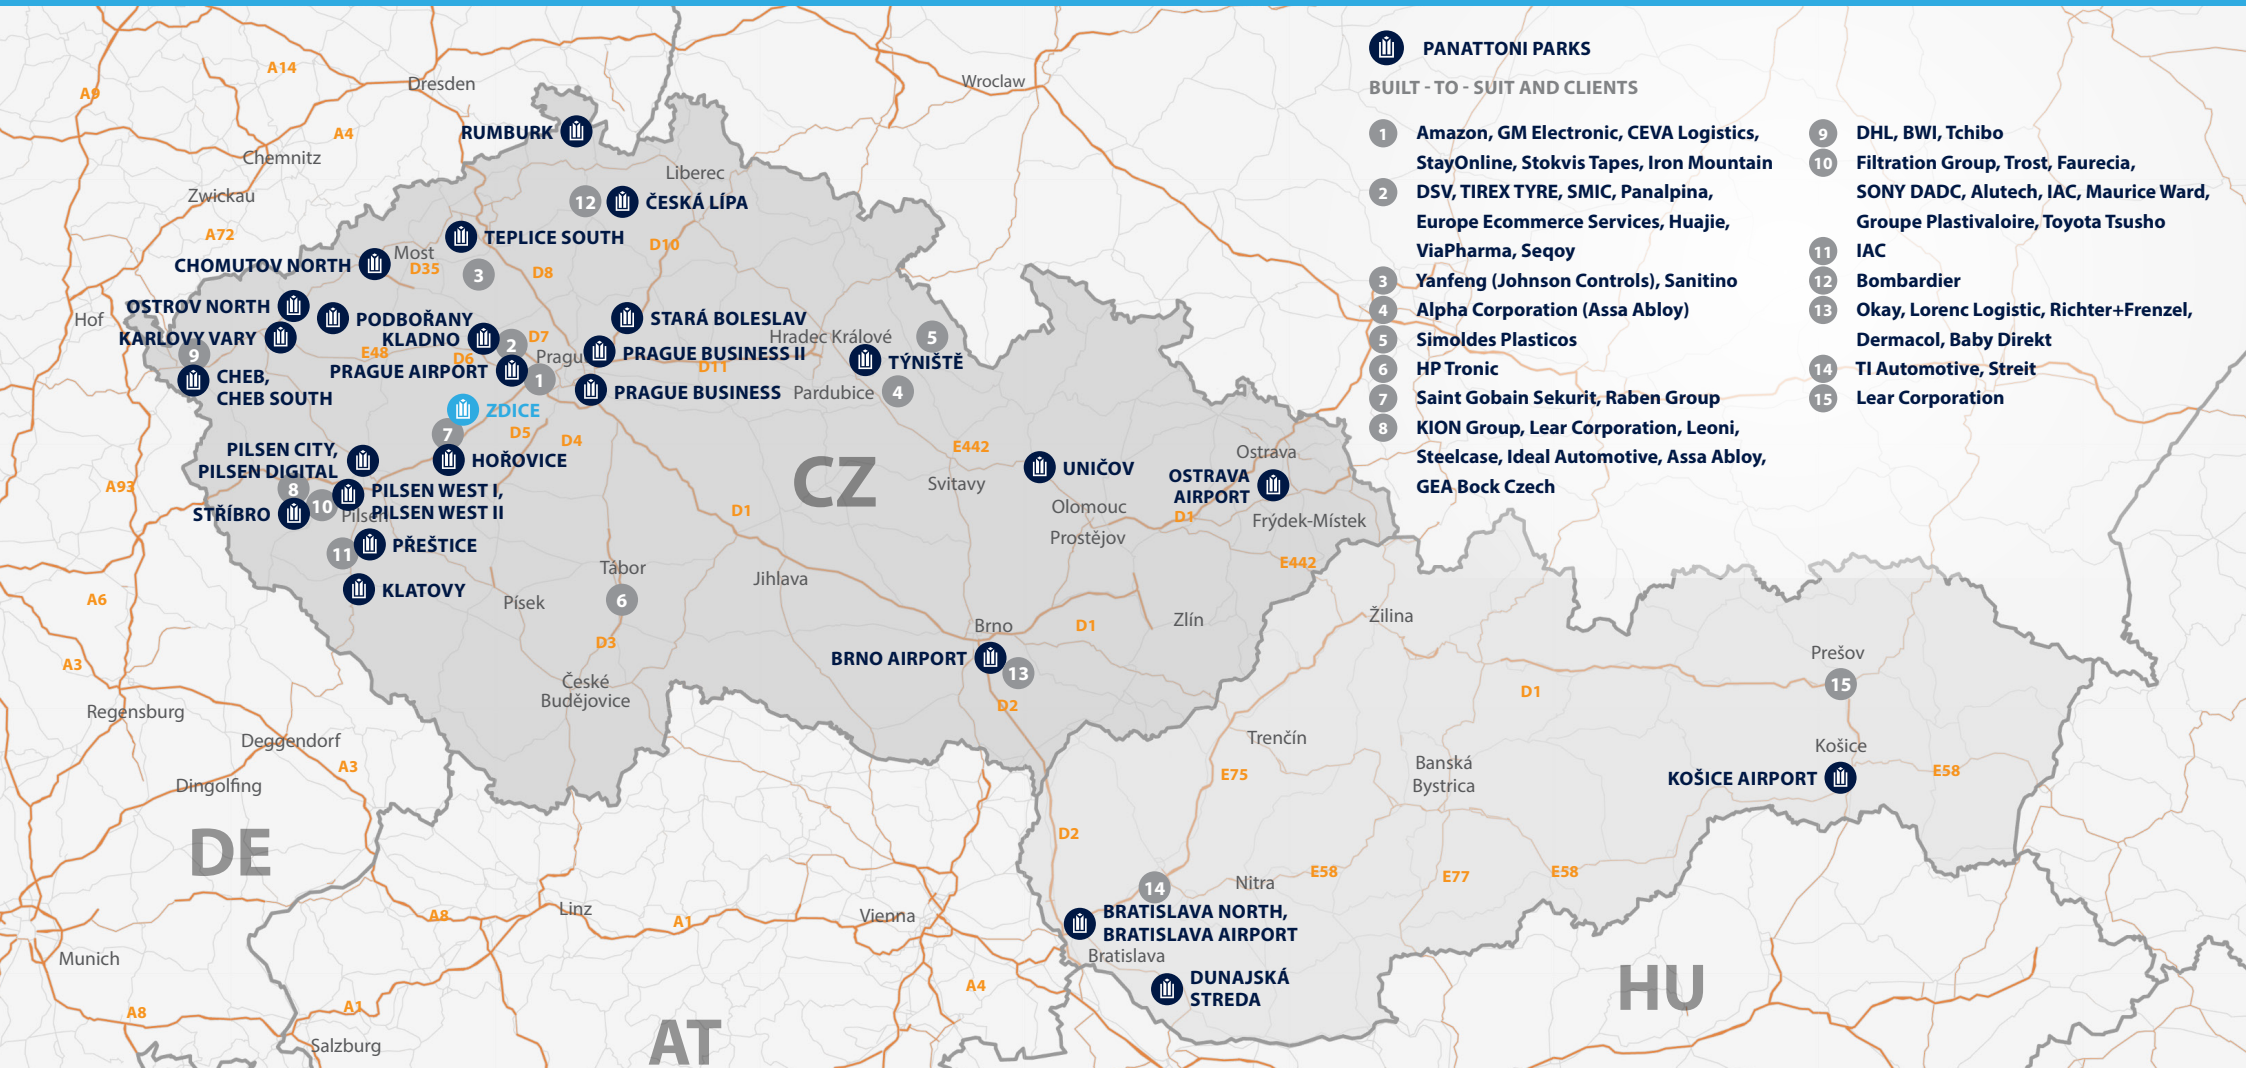 PANATTONI PARKS
BUILT - TO - SUIT AND CLIENTS
1 Amazon, GM Electronic, CEVA Logistics,
StayOnline, Stokvis Tapes, Iron Mountain
2 DSV, TIREX TYRE, SMIC, Panalpina,
Europe Ecommerce Services, Huajie,
ViaPharma, Seqoy
3 Yanfeng (Johnson Controls), Sanitino
4 Alpha Corporation (Assa Abloy)
5 Simoldes Plasticos
6 HP Tronic
7 Saint Gobain Sekurit, Raben Group
8 KION Group, Lear Corporation, Leoni,
Steelcase, Ideal Automotive, Assa Abloy,
GEA Bock Czech
9 DHL, BWI, Tchibo
10 Filtration Group, Trost, Faurecia,
SONY DADC, Alutech, IAC, Maurice Ward,
Groupe Plastivaloire, Toyota Tsusho
11 IAC
12 Bombardier
13 Okay, Lorenc Logistic, Richter+Frenzel,
Dermacol, Baby Direkt
14 TI Automotive, Streit
15 Lear Corporation
A14
Dresden
Wroclaw
A9
A4
RUMBURK
Chemnitz
Liberec
Zwickau
12
ČESKÁ LÍPA
A72
TEPLICE SOUTH
D10
Most
CHOMUTOV NORTH
D35
3
D8
OSTROV NORTH
Hof
PODBOŘANY
STARÁ BOLESLAV
KARLOVY VARY
KLADNO
D7
Hradec Králové
5
9
E48
D6
2
Pragu
PRAGUE BUSINESS II
TÝNIŠTĚ
PRAGUE AIRPORT
D11
CHEB,
CHEB SOUTH
1
PRAGUE BUSINESS
Pardubice
4
ZDICE
7
D5
D4
PILSEN CITY,
PILSEN DIGITAL
HOŘOVICE
E442
CZ
UNIČOV
Ostrava
OSTRAVA
AIRPORT
A93
8
10
PILSEN WEST I,
PILSEN WEST II
STŘÍBRO
Pilsen
Svitavy
Olomouc
D1
D1
Frýdek-Místek
Prostějov
11
PŘEŠTICE
E442
Tábor
Jihlava
KLATOVY
A6
Písek
6
Žilina
Zlín
Brno
D1
D3
A3
BRNO AIRPORT
13
Prešov
15
České
Budějovice
D1
D2
Regensburg
Deggendorf
Trenčín
Košice
A3
E75
Banská
Bystrica
KOŠICE AIRPORT
E58
Dingolfing
DE
D2
14
Nitra
E58
E77
E58
Linz
A8
A1
Vienna
BRATISLAVA NORTH,
BRATISLAVA AIRPORT
Munich
Bratislava
DUNAJSKÁ
STREDA
A4
HU
A1
A8
Salzburg
AT